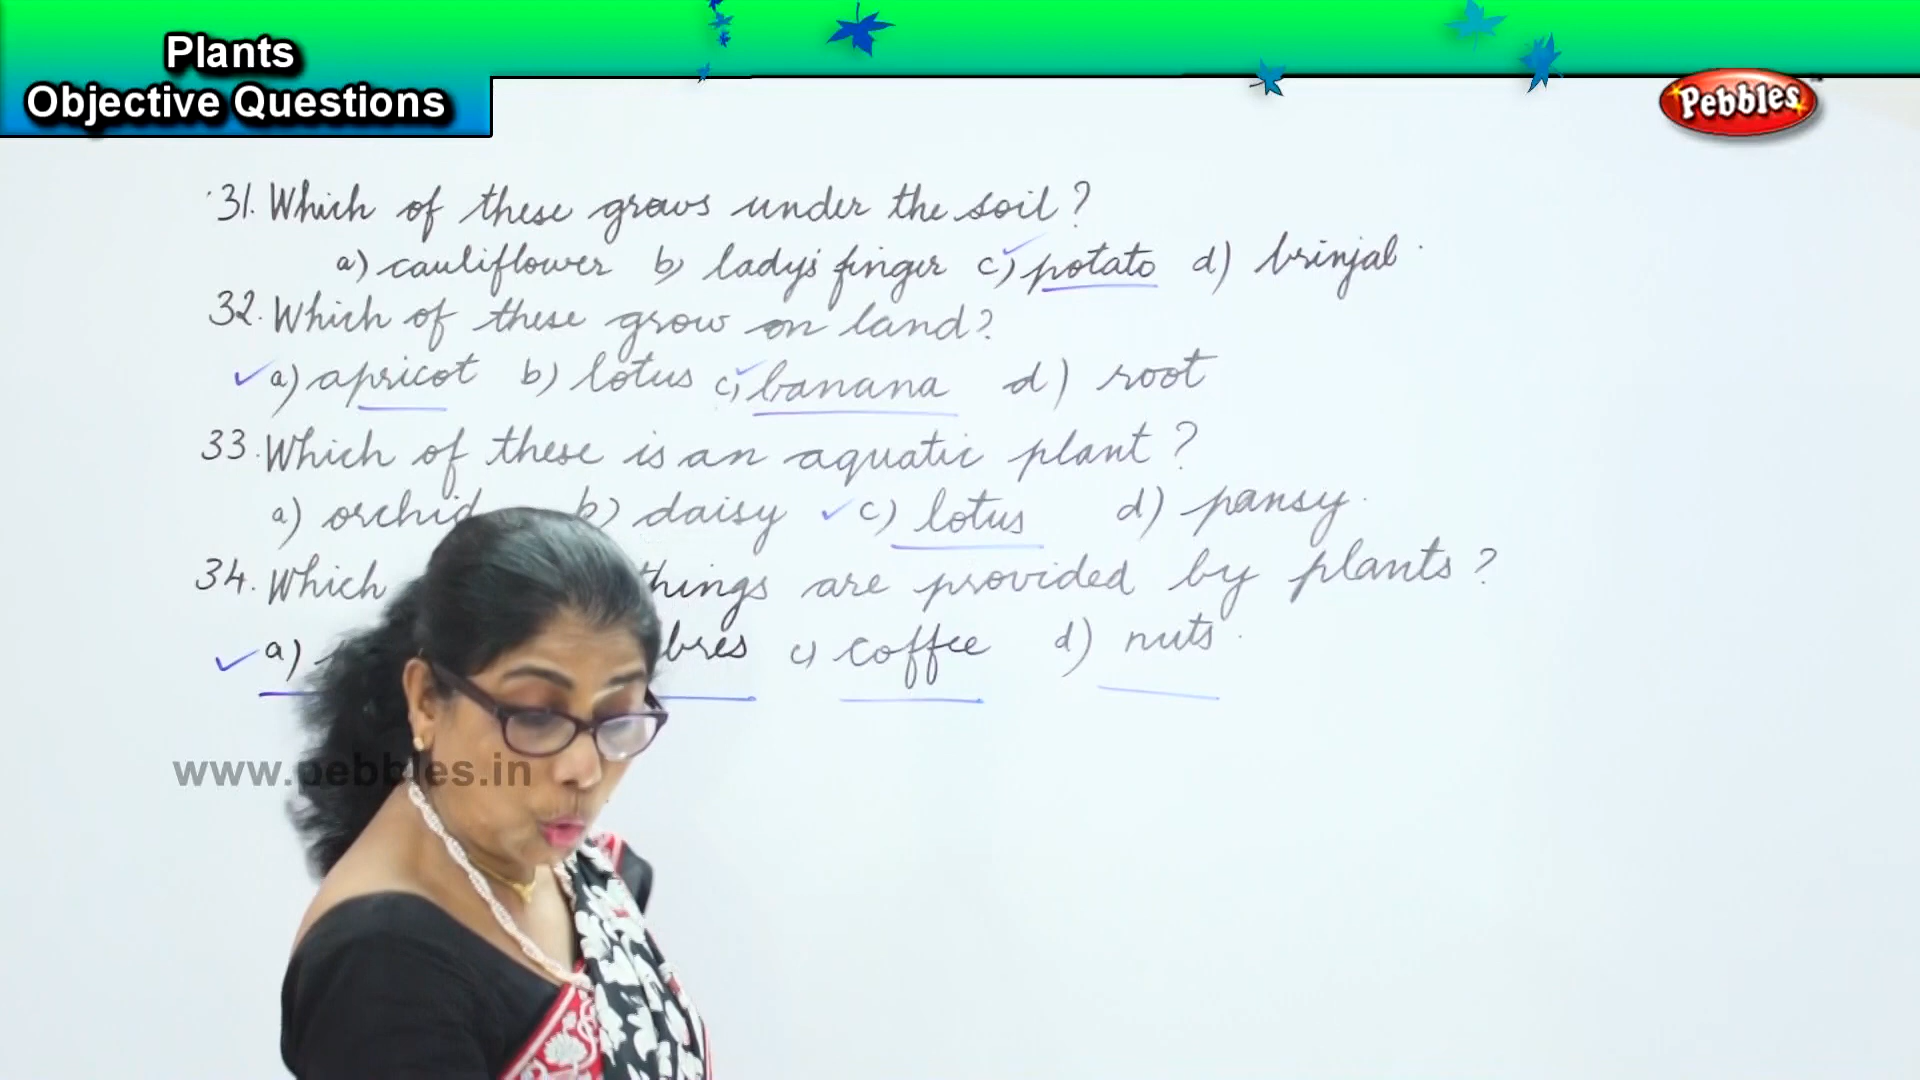 Plants
Objective Questions
Pebbles
31. Which of these grows under the soil?
a) cauliflower b) lady's finger c) potato d) brinjal
32. Which of these grow on land?
a) apricot b) lotus c) banana d) root
33. Which of these is an aquatic plant?
a) orchid b) daisy c) lotus d) pansy.
34. Which things are provided by plants?
a) c) coffee d) nuts.
www.pebbles.in